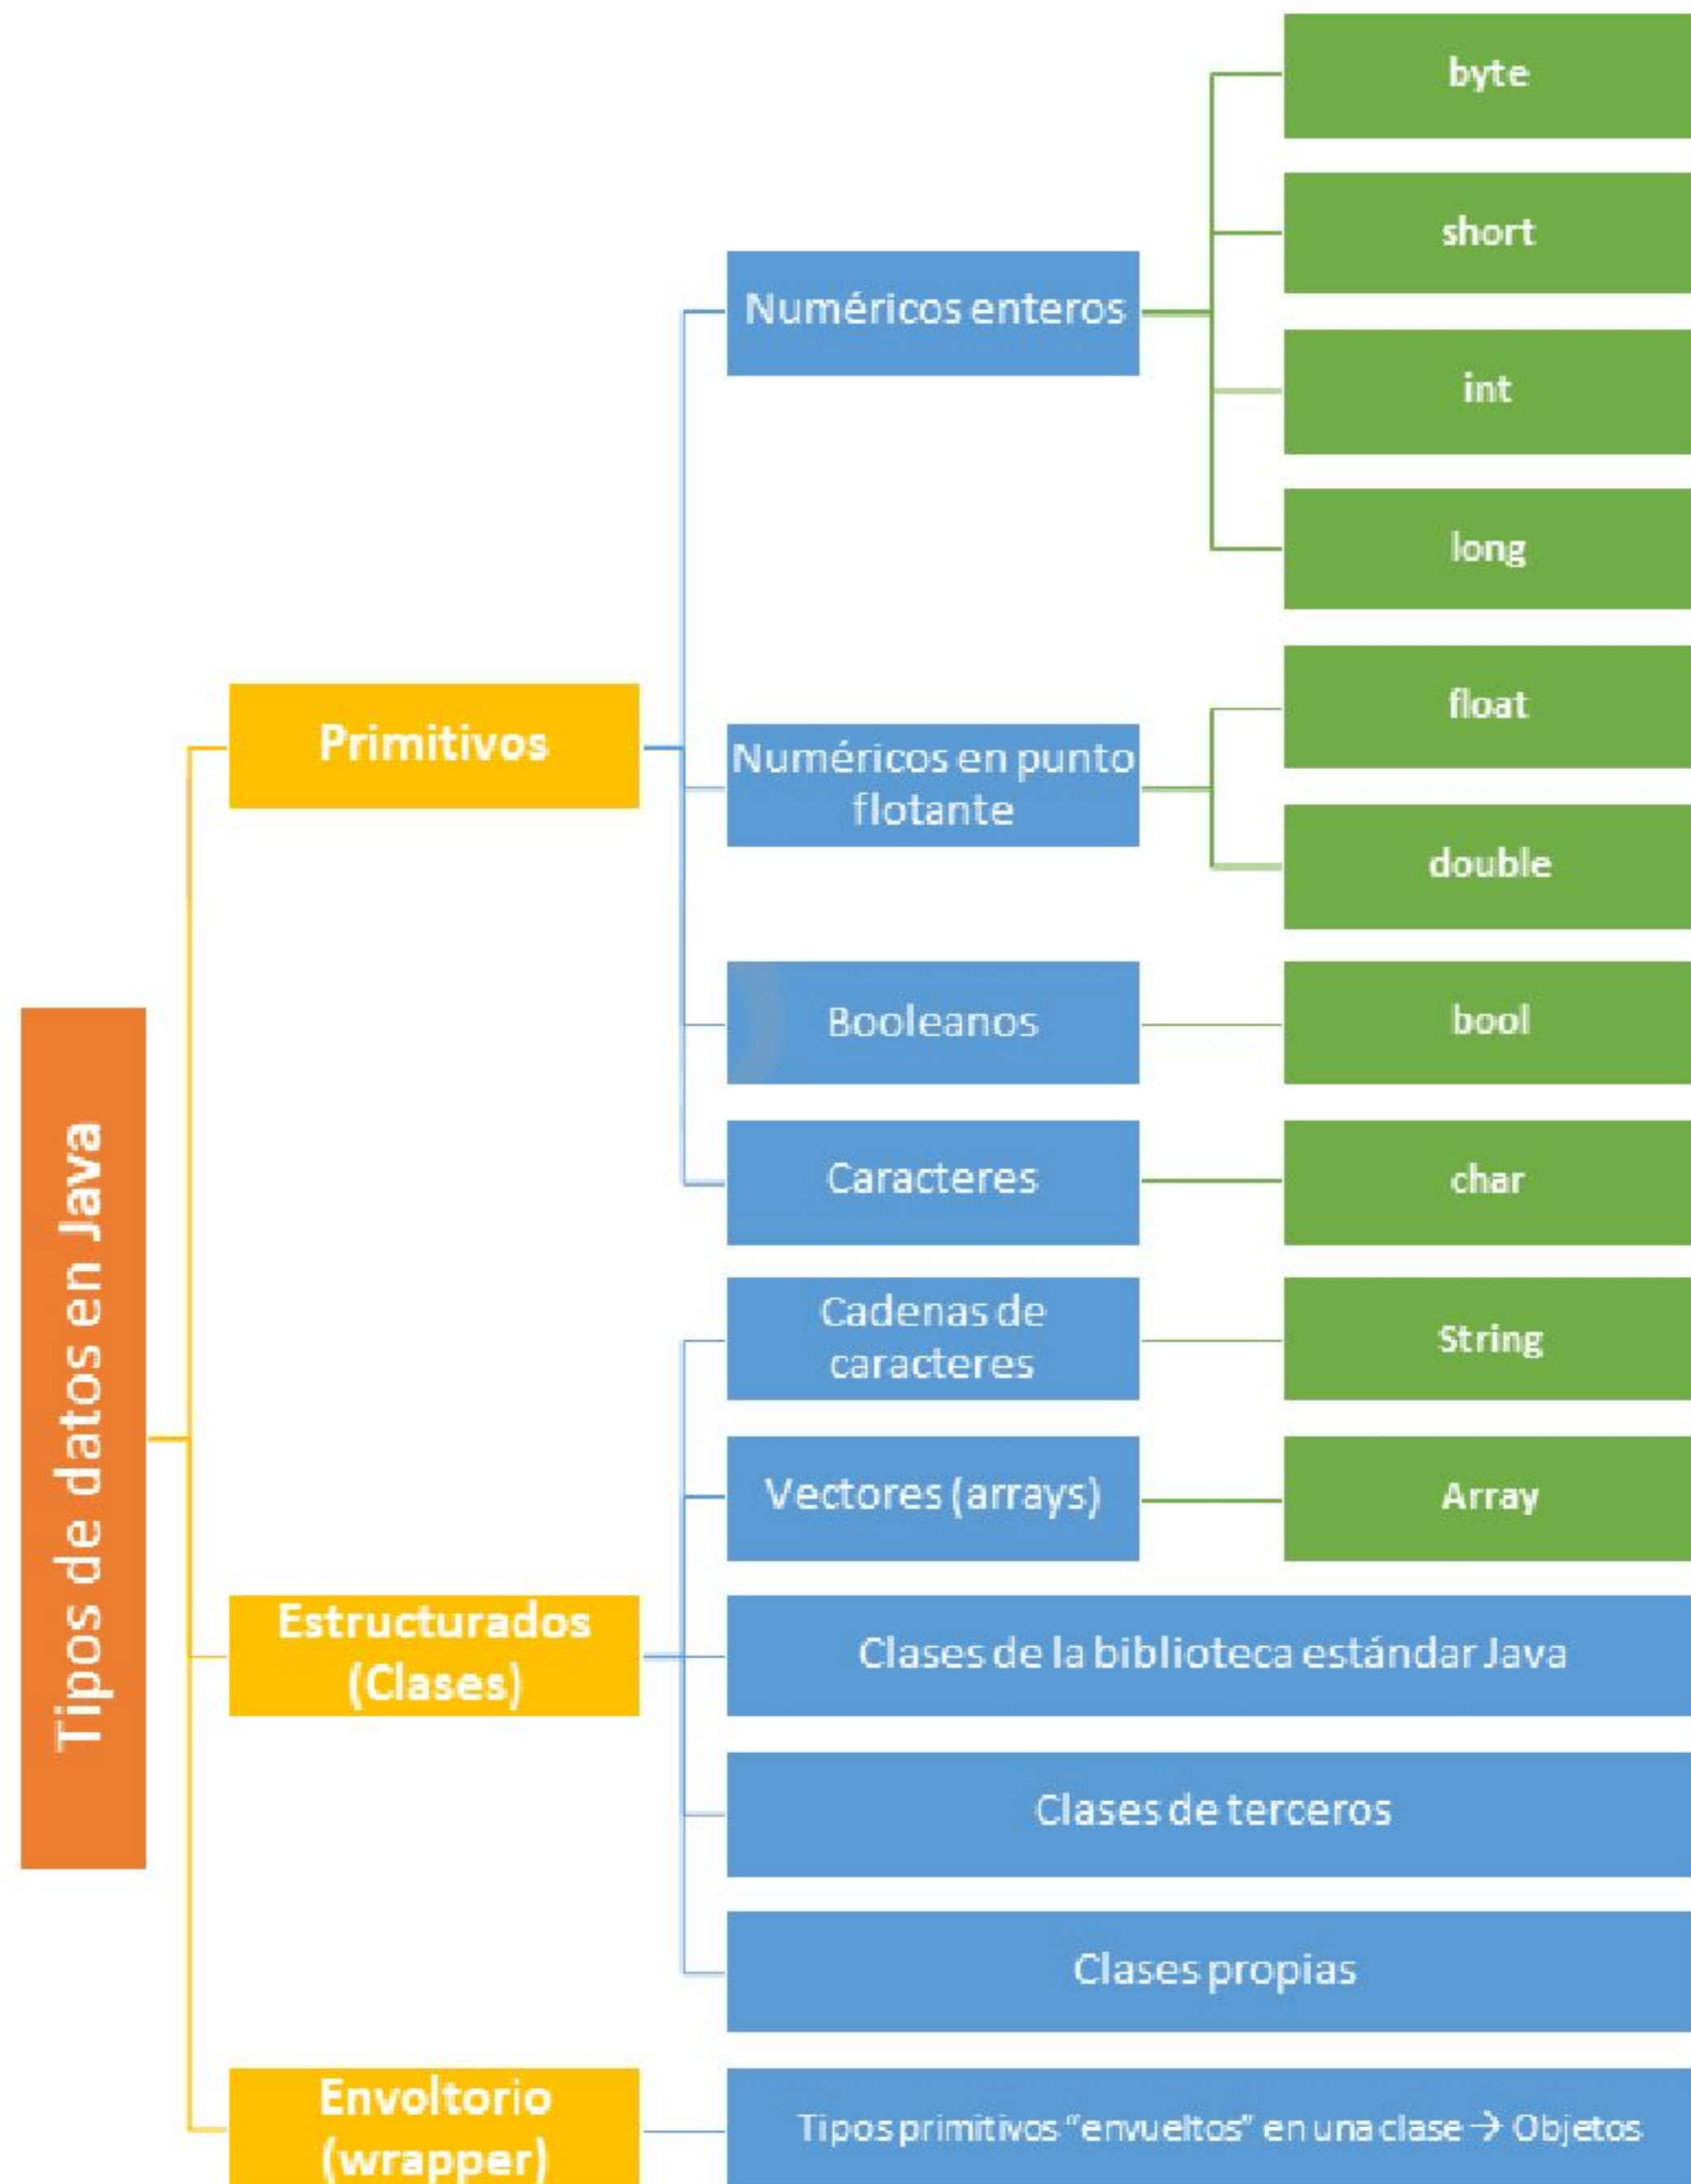 Tipos de datos en Java
Primitivos
Numéricos enteros
byte
short
int
long
Numéricos en punto
flotante
float
double
Booleanos
bool
Caracteres
char
Estructurados
(Clases)
Cadenas de
caracteres
String
Vectores (arrays)
Array
Clases de la biblioteca estándar Java
Clases de terceros
Clases propias
Envoltorio
(wrapper)
Tipos primitivos “envueltos” en una clase → Objetos